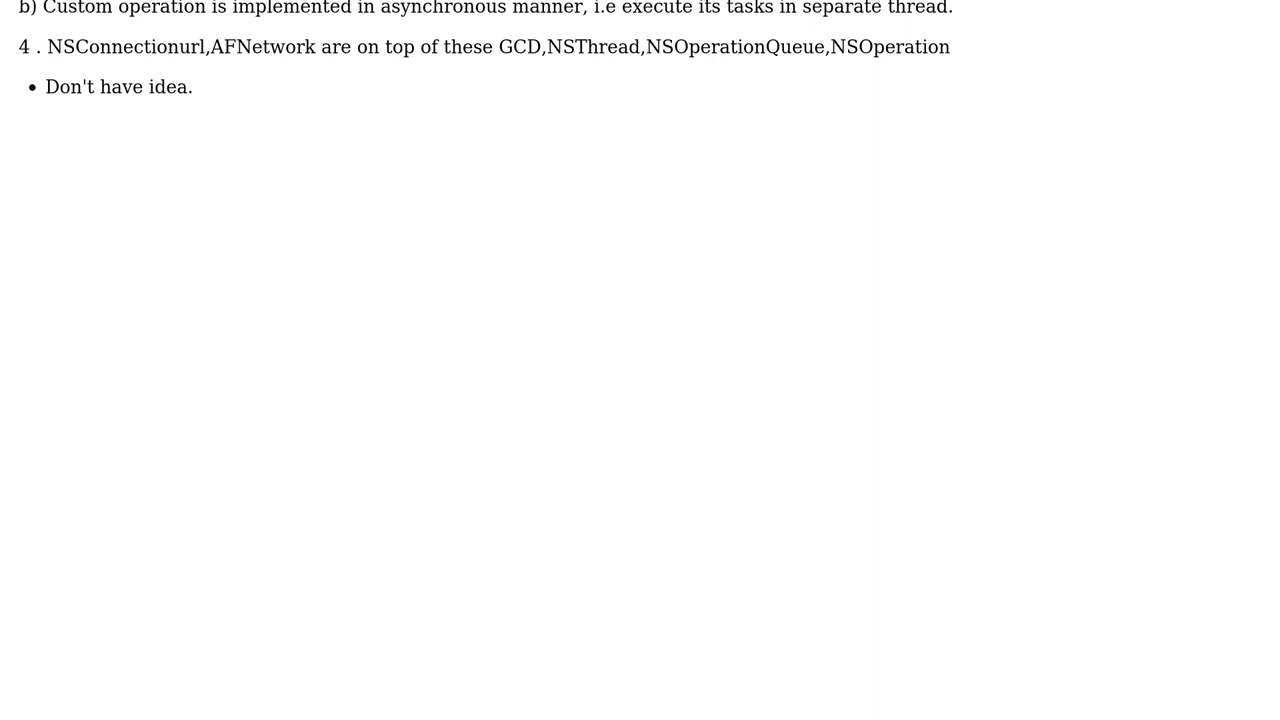 b) Custom operation is implemented in asynchronous manner, i.e execute its tasks in separate thread.
4 . NSConnectionurl,AFNetwork are on top of these GCD,NSThread,NSOperationQueue,NSOperation
• Don't have idea.